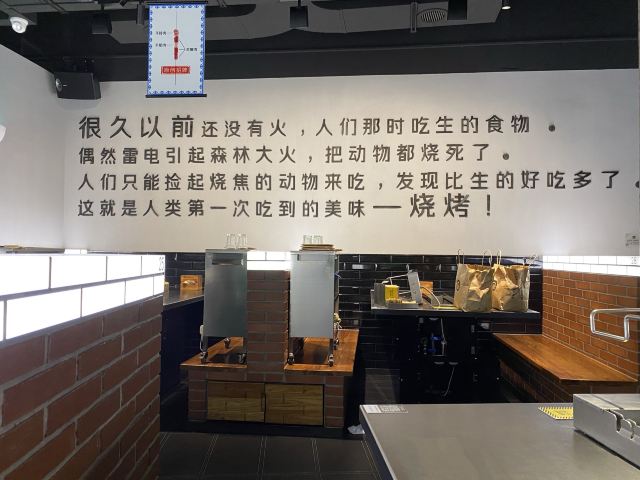 很久以前还没有火，人们那时吃生的食物。
偶然雷电引起森林大火，把动物都烧死了。
人们只能捡起烧焦的动物来吃，发现比生的好吃多了。
这就是人类第一次吃到的美味—烧烤！